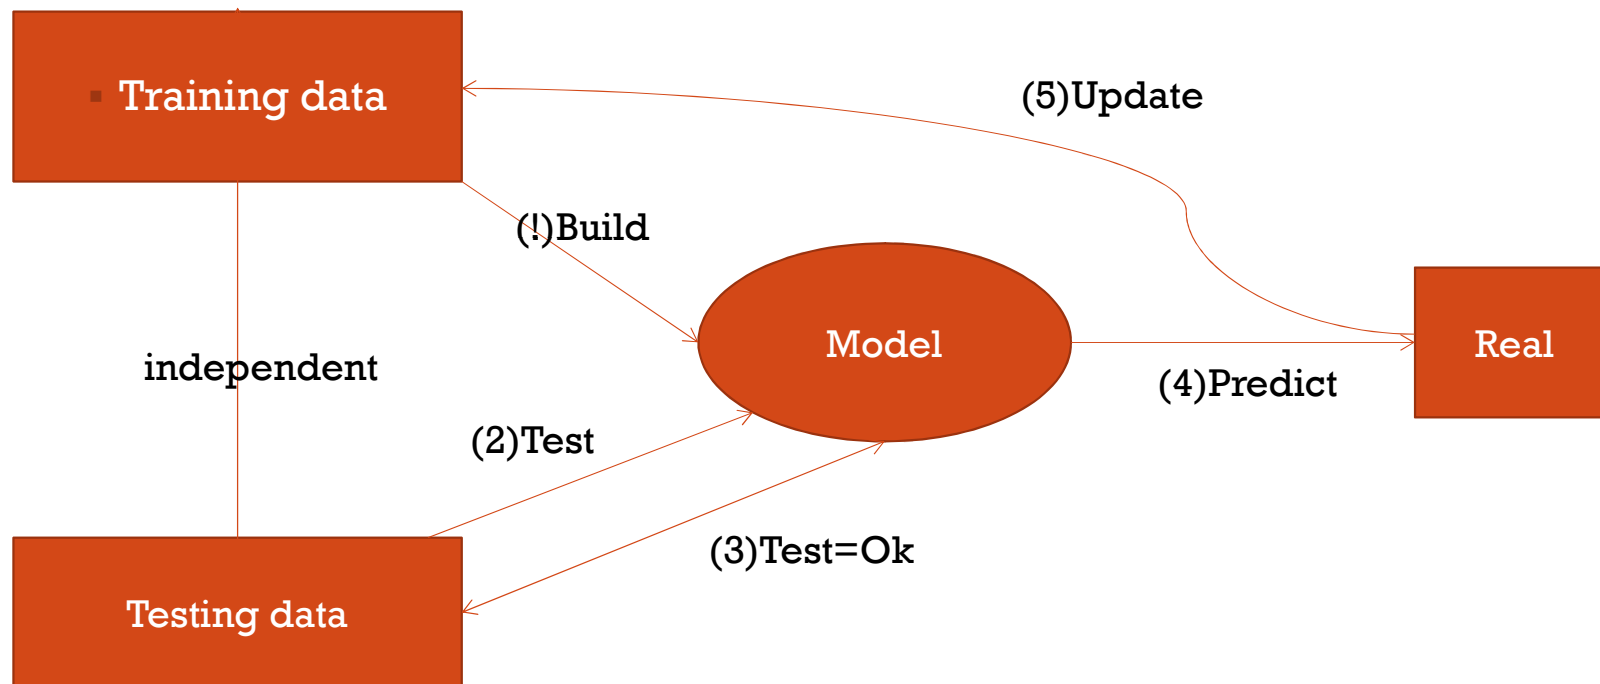 ▪ Training data
(5)Update
(!)Build
Model
Real
independent
(4)Predict
(2)Test
(3)Test=Ok
Testing data